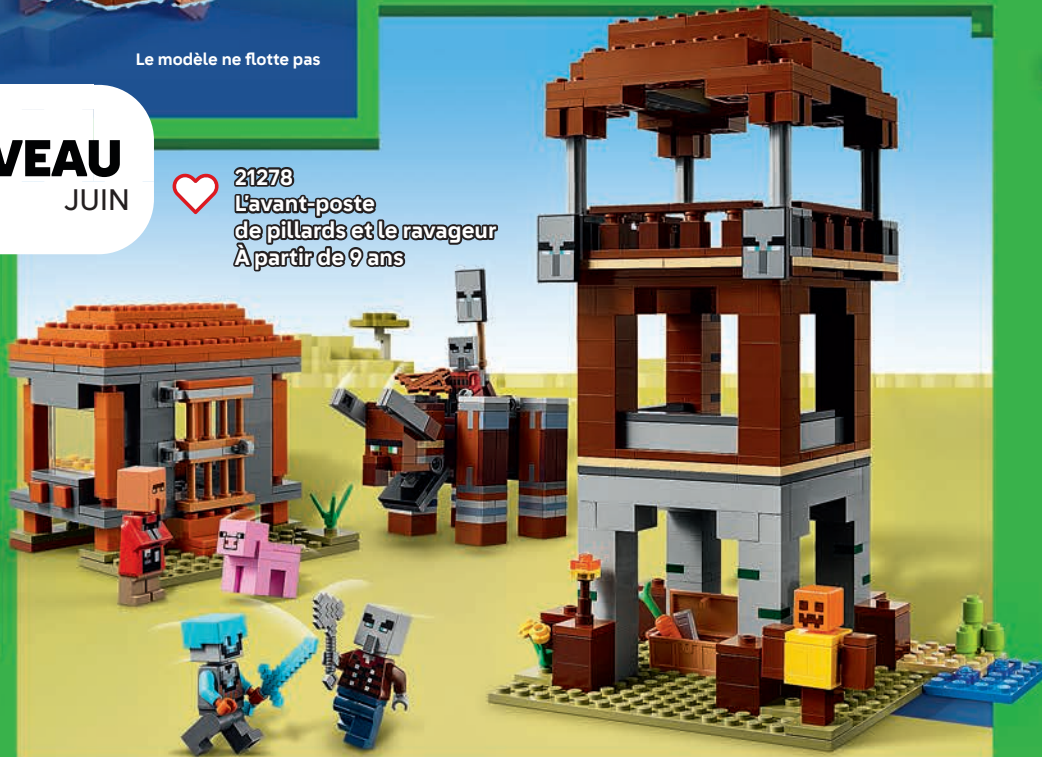 Le modèle ne flotte pas
VEAU
JUIN
21278
L'avant-poste
de pillards et le ravageur
À partir de 9 ans